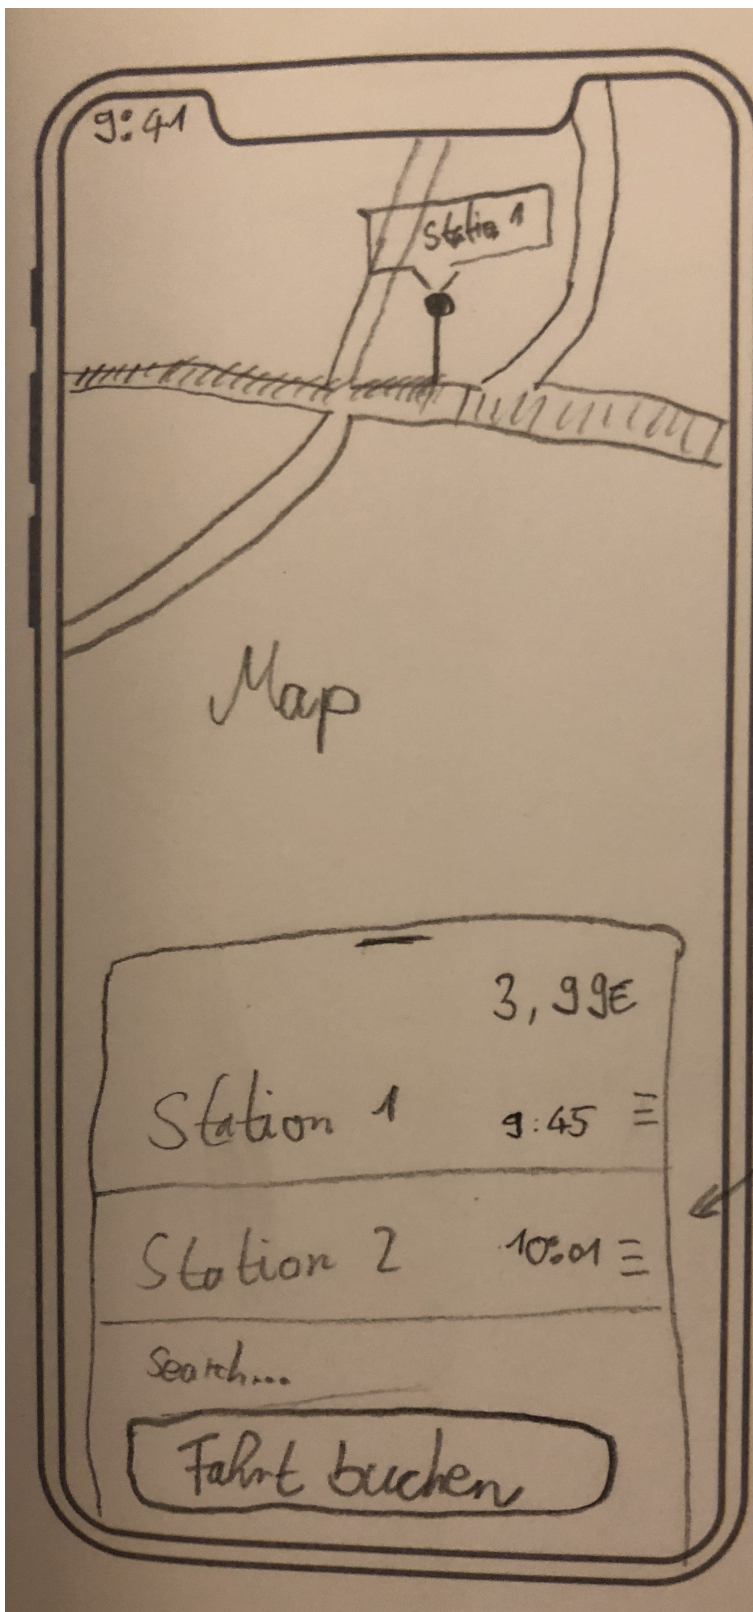 9:41
Station 1
Map
3,99€
Station 1 9:45
Station 2 10:01
Search...
Fahrt buchen